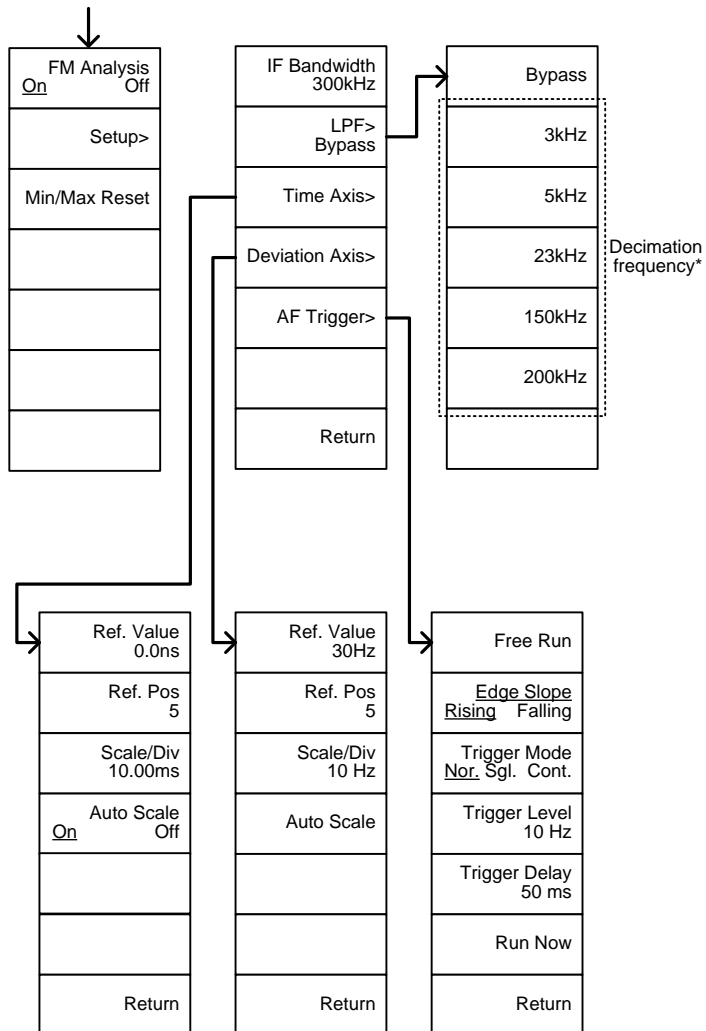 FM Analysis
On Off
Setup>
Min/Max Reset
IF Bandwidth
300kHz
LPF>
Bypass
Time Axis>
Deviation Axis>
AF Trigger>
Return
Bypass
3kHz
5kHz
23kHz
150kHz
200kHz
Decimation
frequency*
Ref. Value
0.0ns
Ref. Pos
5
Scale/Div
10.00ms
Auto Scale
On Off
Return
Ref. Value
30Hz
Ref. Pos
5
Scale/Div
10 Hz
Auto Scale
Return
Free Run
Edge Slope
Rising Falling
Trigger Mode
Nor. Sgl. Cont.
Trigger Level
10 Hz
Trigger Delay
50 ms
Run Now
Return